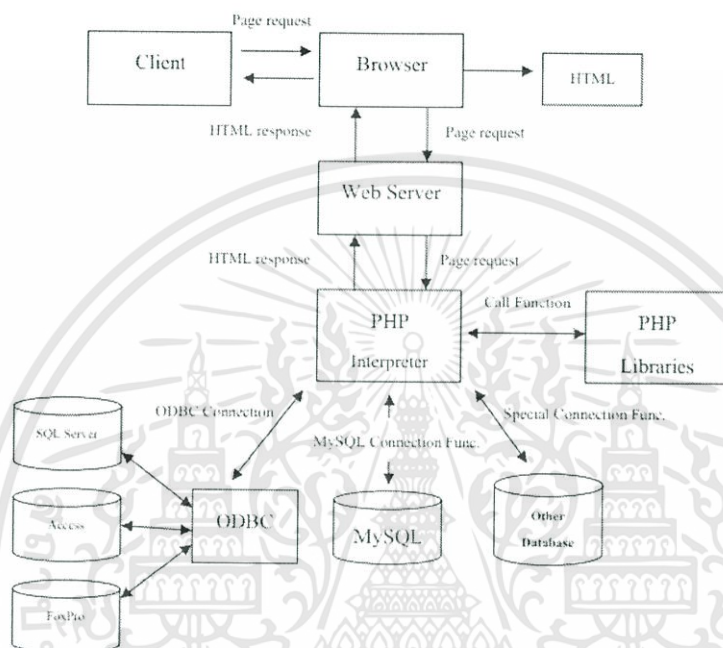 Page request
Client
Browser
HTML
HTML response
Page request
Web Server
HTML response
Page request
PHP
Interpreter
Call Function
PHP
Libraries
ODBC Connection
MySQL Connection Func.
Special Connection Func.
SQL Server
Access
FoxPro
ODBC
MySQL
Other
Database